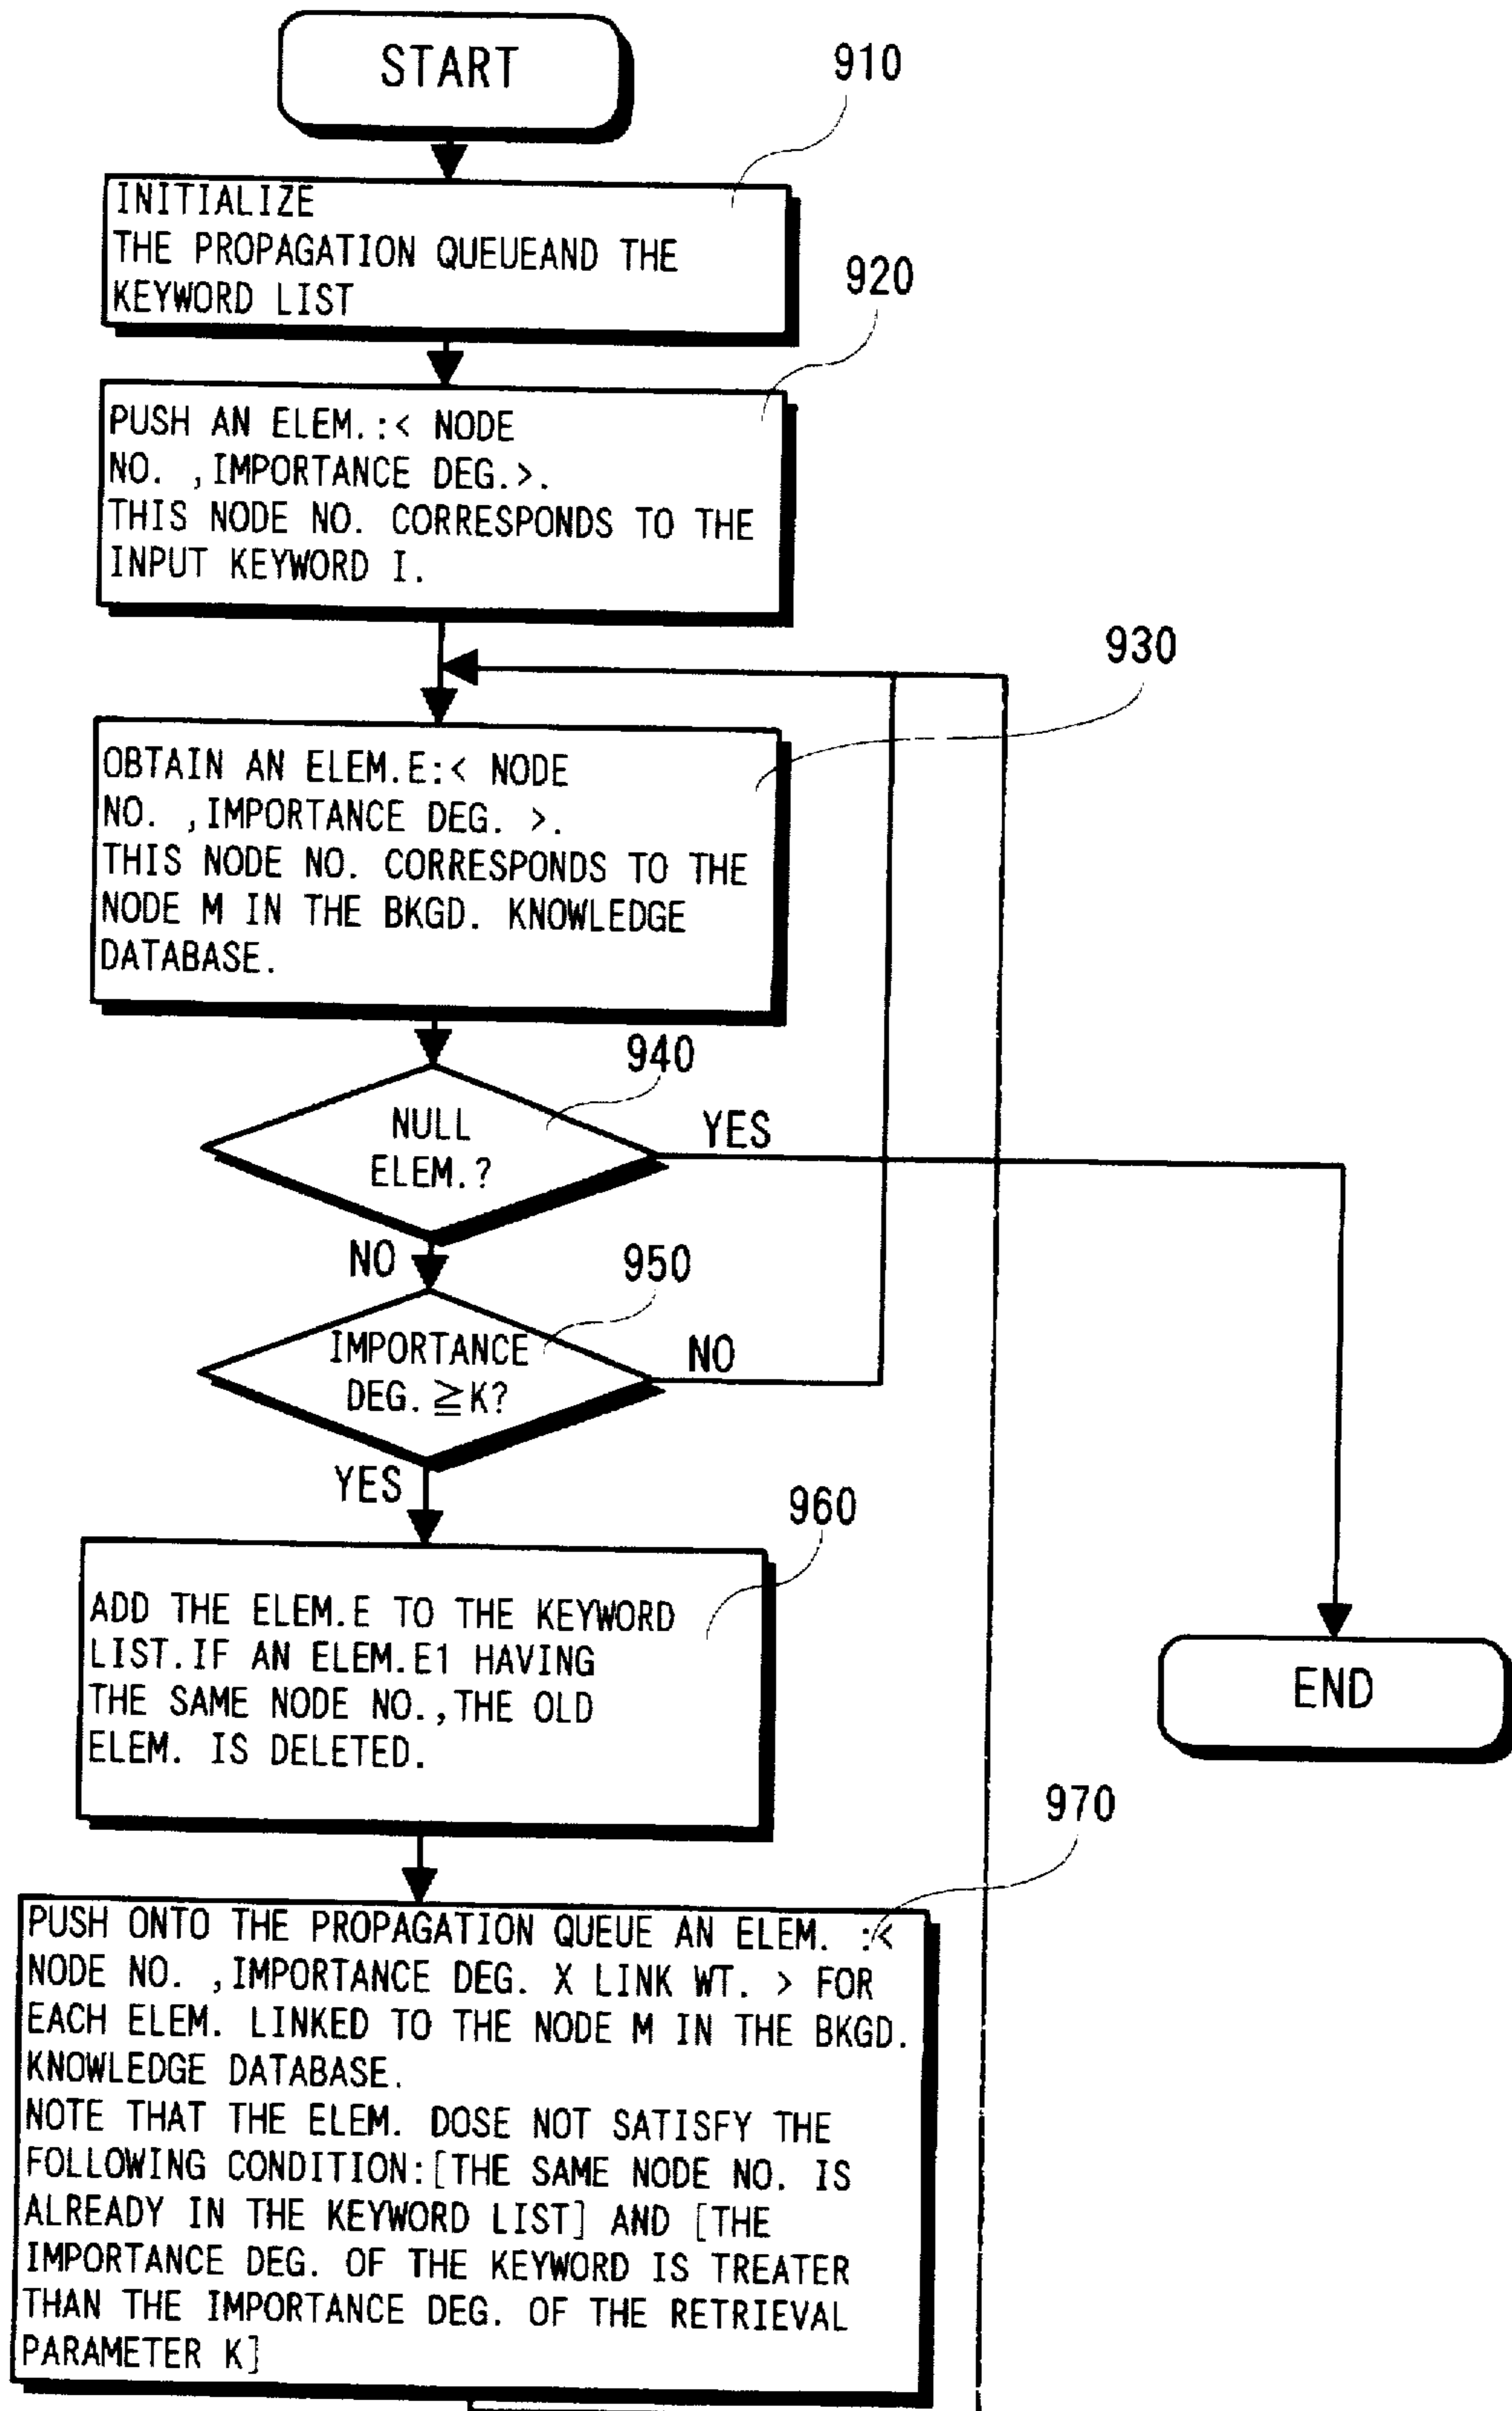 START
910
INITIALIZE
THE PROPAGATION QUEUEAND THE
KEYWORD LIST
920
PUSH AN ELEM.:< NODE
NO. ,IMPORTANCE DEG.>.
THIS NODE NO. CORRESPONDS TO THE
INPUT KEYWORD I.
930
OBTAIN AN ELEM.E:< NODE
NO. ,IMPORTANCE DEG. >.
THIS NODE NO. CORRESPONDS TO THE
NODE M IN THE BKGD. KNOWLEDGE
DATABASE.
940
NULL
ELEM.?
YES
NO
950
IMPORTANCE
DEG. ≧K?
NO
YES
960
ADD THE ELEM.E TO THE KEYWORD
LIST.IF AN ELEM.E1 HAVING
THE SAME NODE NO.,THE OLD
ELEM. IS DELETED.
END
970
PUSH ONTO THE PROPAGATION QUEUE AN ELEM. :<
NODE NO. ,IMPORTANCE DEG. X LINK WT. > FOR
EACH ELEM. LINKED TO THE NODE M IN THE BKGD.
KNOWLEDGE DATABASE.
NOTE THAT THE ELEM. DOSE NOT SATISFY THE
FOLLOWING CONDITION:[THE SAME NODE NO. IS
ALREADY IN THE KEYWORD LIST] AND [THE
IMPORTANCE DEG. OF THE KEYWORD IS TREATER
THAN THE IMPORTANCE DEG. OF THE RETRIEVAL
PARAMETER K]